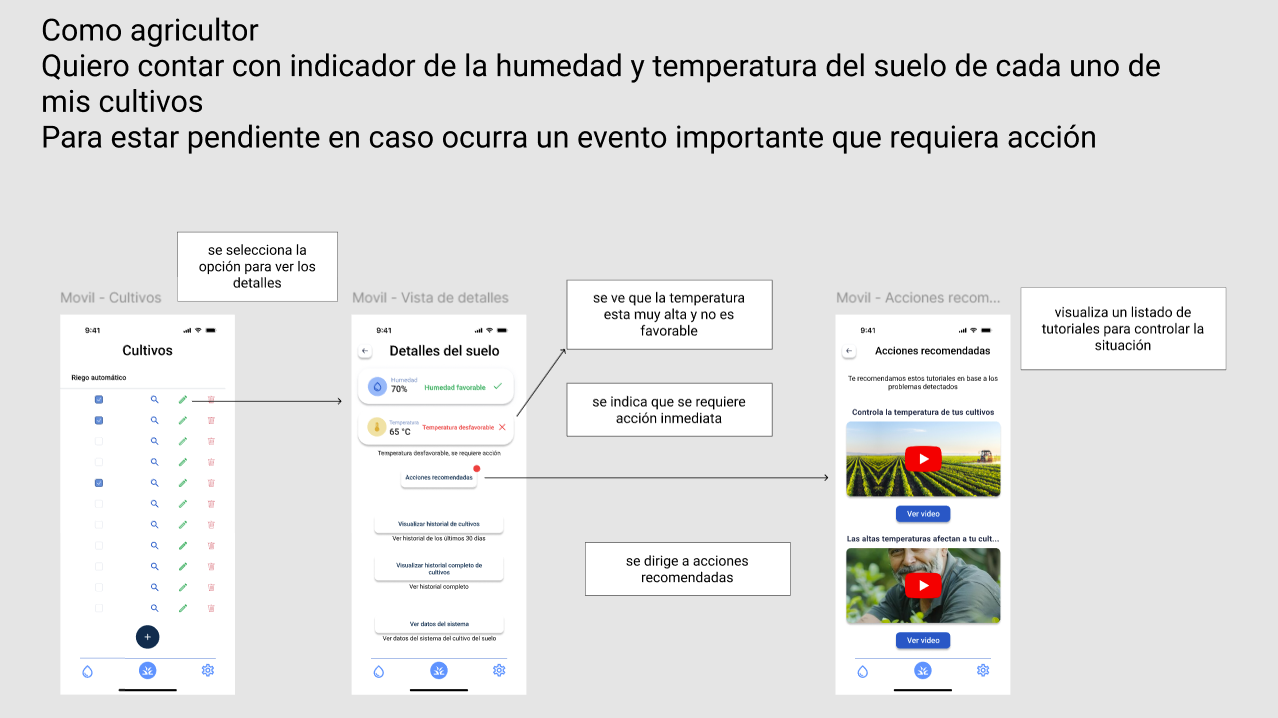 Como agricultor
Quiero contar con indicador de la humedad y temperatura del suelo de cada uno de
mis cultivos
Para estar pendiente en caso ocurra un evento importante que requiera acción
se selecciona la
opción para ver los
detalles
Movil - Cultivos
9:41
Cultivos
Riego automático
+
Movil - Vista de detalles
9:41
Detalles del suelo
Humedad
70%
Humedad favorable
Temperatura
65 °C
Temperatura desfavorable
Temperatura desfavorable, se requiere acción
Acciones recomendadas
Visualizar historial de cultivos
Ver historial de los últimos 30 días
Visualizar historial completo de
cultivos
Ver historial completo
Ver datos del sistema
Ver datos del sistema del cultivo del suelo
se ve que la temperatura
esta muy alta y no es
favorable
se indica que se requiere
acción inmediata
se dirige a acciones
recomendadas
Movil - Acciones recom...
9:41
Acciones recomendadas
Te recomendamos estos tutoriales en base a los
problemas detectados
Controla la temperatura de tus cultivos
Ver video
Las altas temperaturas afectan a tu cult...
Ver video
visualiza un listado de
tutoriales para controlar la
situación